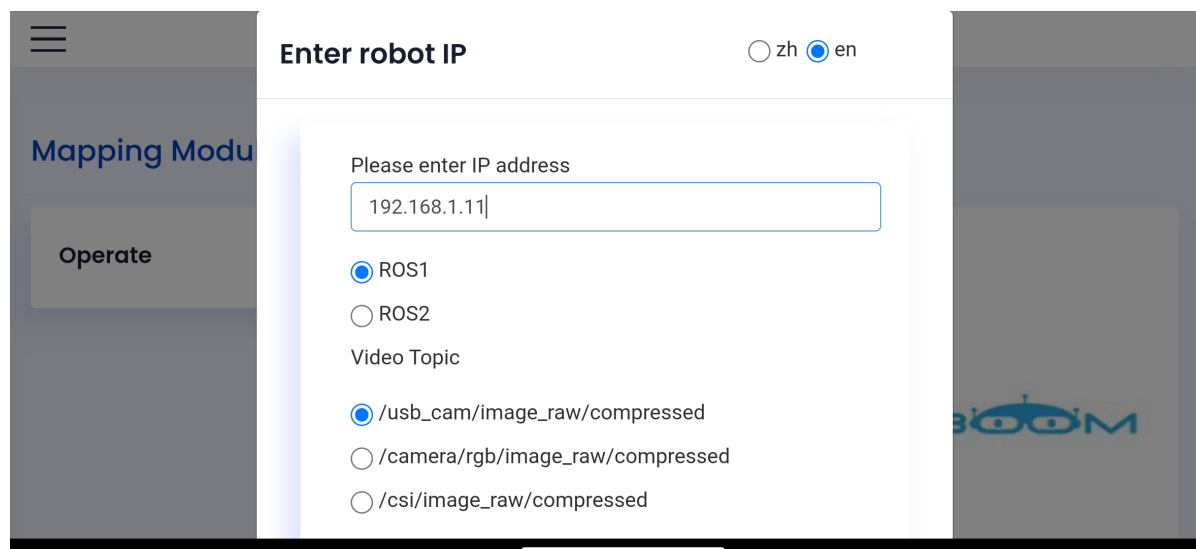 Enter robot IP
zh en
Mapping Modu
Please enter IP address
192.168.1.11
Operate
ROS1
ROS2
Video Topic
/usb_cam/image_raw/compressed
/camera/rgb/image_raw/compressed
/csi/image_raw/compressed
BOOM